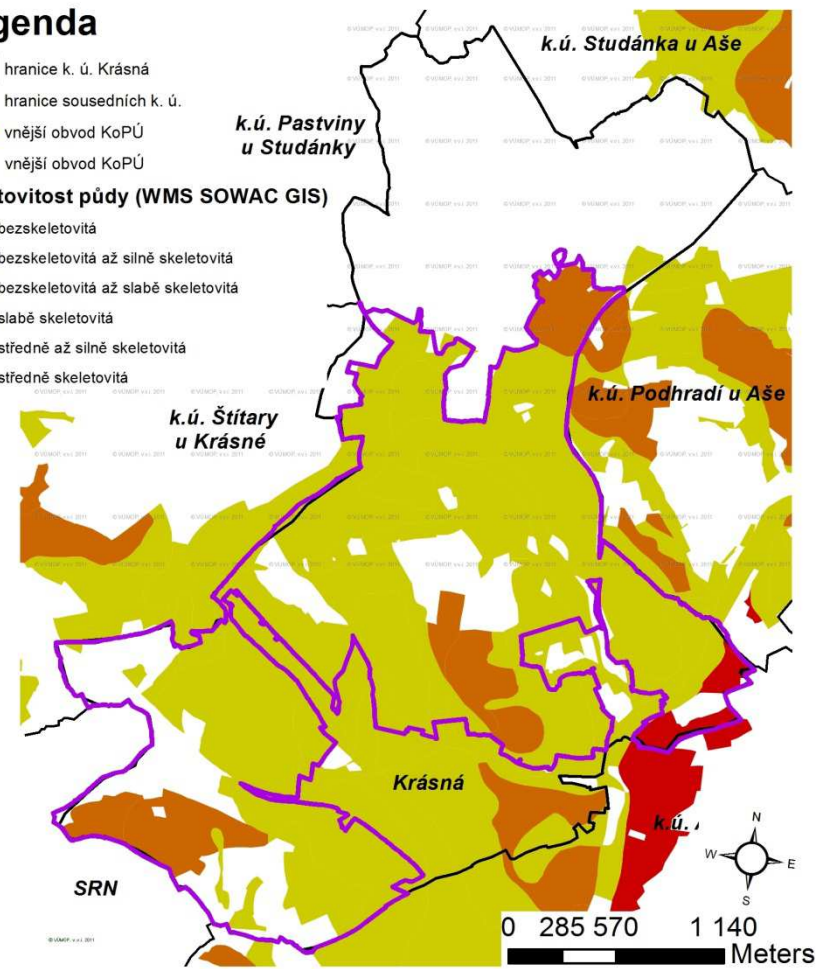 genda
hranice k. ú. Krásná
hranice sousedních k. ú.
vnější obvod KoPÚ
vnější obvod KoPÚ
tovitost půdy (WMS SOWAC GIS)
bezskeletovitá
bezskeletovitá až silně skeletovitá
bezskeletovitá až slabě skeletovitá
slabě skeletovitá
středně až silně skeletovitá
středně skeletovitá
k.ú. Studánka u Aše
k.ú. Pastviny
u Studánky
k.ú. Podhradí u Aše
k.ú. Štítary
u Krásné
Krásná
k.ú.
SRN
N
W
E
S
0 285 570 1 140
Meters
© VÚMOP, v.v.i. 2011